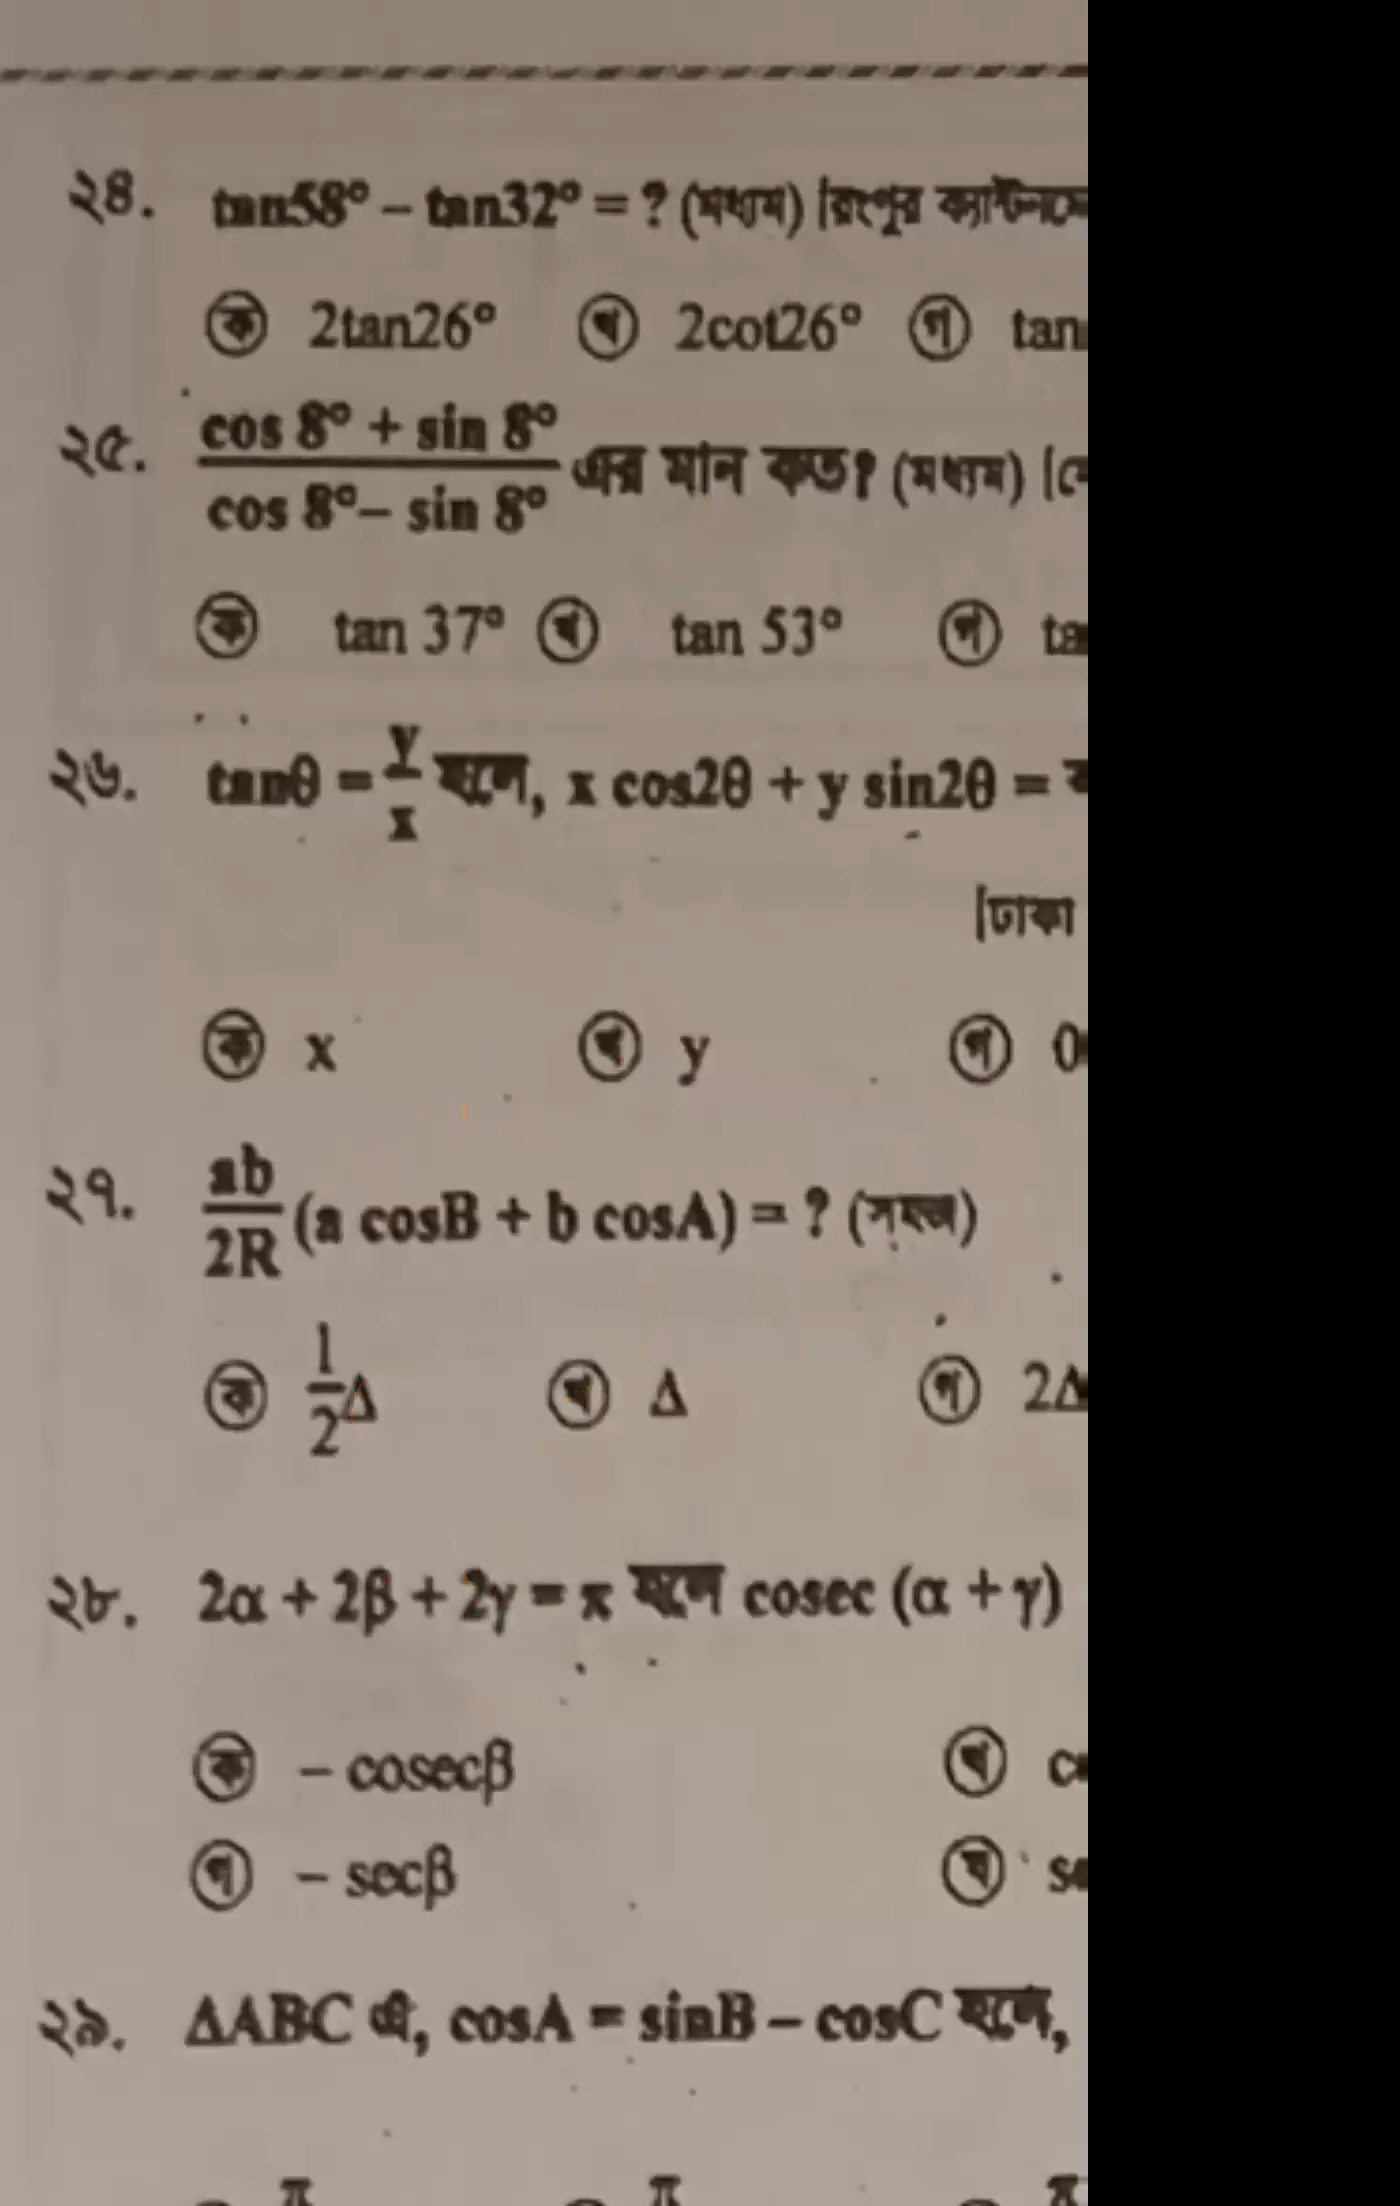 ২৪. tan58° – tan32° = ? (মধ্যম) [রংপুর
ক 2tan26° খ 2cot26° গ tan
২৫. cos 8° + sin 8° / cos 8° – sin 8° এর মান কত? (মধ্যম)
ক tan 37° খ tan 53° গ
২৬. tanθ = y/x হলে, x cos2θ + y sin2θ =
[ঢাকা
ক x খ y গ 0
২৭. ab/2R (a cosB + b cosA) = ? (সহজ)
ক 1/2 Δ খ Δ গ 2Δ
২৮. 2α + 2β + 2γ = π হলে cosec (α + γ)
ক – cosecβ খ
গ – secβ ঘ
২৯. ΔABC এ, cosA = sinB – cosC হলে,
π π π